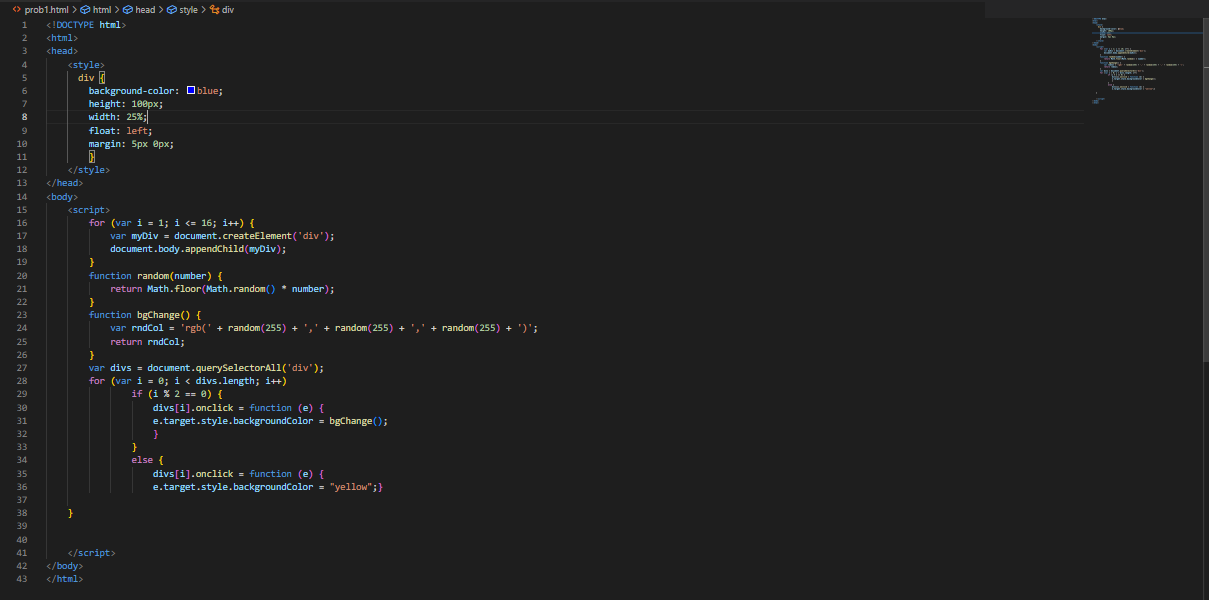 prob1.html > html > head > style > div
1 <!DOCTYPE html>
2 <html>
3 <head>
4 <style>
5 div {
6 background-color: blue;
7 height: 100px;
8 width: 25%;
9 float: left;
10 margin: 5px 0px;
11 }
12 </style>
13 </head>
14 <body>
15 <script>
16 for (var i = 1; i <= 16; i++) {
17 var myDiv = document.createElement('div');
18 document.body.appendChild(myDiv);
19 }
20 function random(number) {
21 return Math.floor(Math.random() * number);
22 }
23 function bgChange() {
24 var rndCol = 'rgb(' + random(255) + ',' + random(255) + ',' + random(255) + ')';
25 return rndCol;
26 }
27 var divs = document.querySelectorAll('div');
28 for (var i = 0; i < divs.length; i++)
29 if (i % 2 == 0) {
30 divs[i].onclick = function (e) {
31 e.target.style.backgroundColor = bgChange();
32 }
33 }
34 else {
35 divs[i].onclick = function (e) {
36 e.target.style.backgroundColor = "yellow";}
37
38 }
39
40
41 </script>
42 </body>
43 </html>